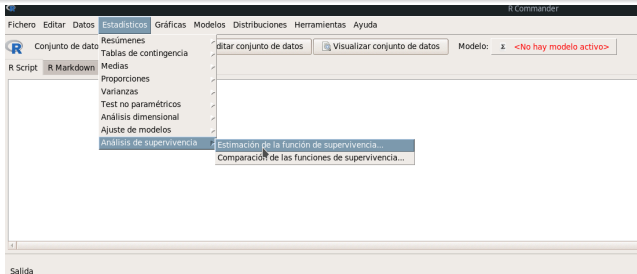 R Commander
Fichero Editar Datos Estadísticos Gráficas Modelos Distribuciones Herramientas Ayuda
R Conjunto de dato ditar conjunto de datos Visualizar conjunto de datos Modelo: Σ <No hay modelo activo>
R Script R Markdown
Resúmenes
Tablas de contingencia
Medias
Proporciones
Varianzas
Test no paramétricos
Análisis dimensional
Ajuste de modelos
Análisis de supervivencia
Estimación de la función de supervivencia...
Comparación de las funciones de supervivencia...
Salida